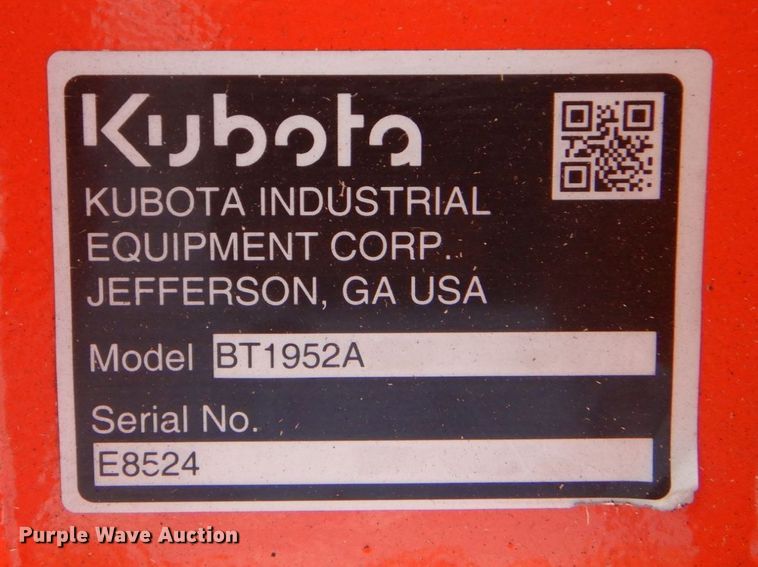 Kubota
KUBOTA INDUSTRIAL
EQUIPMENT CORP.
JEFFERSON, GA USA
Model BT1952A
Serial No.
E8524
Purple Wave Auction